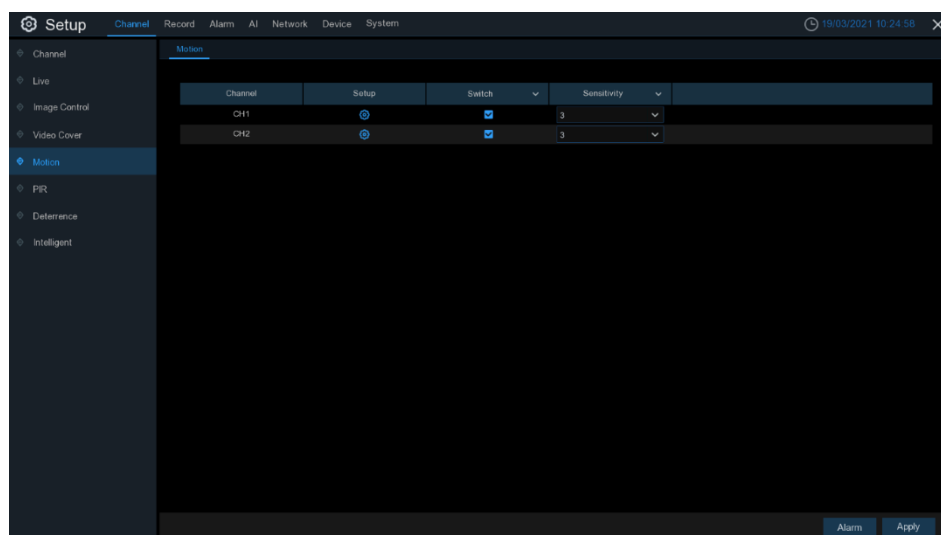 Setup Channel Record Alarm AI Network Device System 19/03/2021 10:24:58
Channel
Live
Image Control
Video Cover
Motion
PIR
Deterrence
Intelligent
Motion
Channel Setup Switch Sensitivity
CH1 3
CH2 3
Alarm Apply